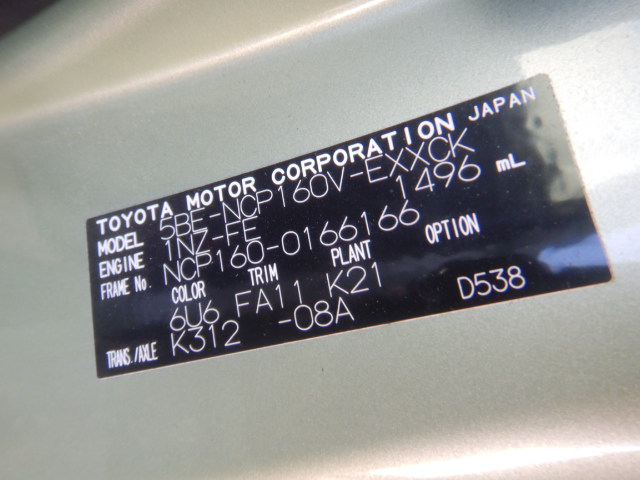 TOYOTA MOTOR CORPORATION JAPAN
MODEL 5BE-NCP160V-EXXCK
ENGINE 1NZ-FE 1496 mL
FRAME No. NCP160-0166166
COLOR TRIM PLANT OPTION
6U6 FA11 K21
TRANS./AXLE K312 -08A D538